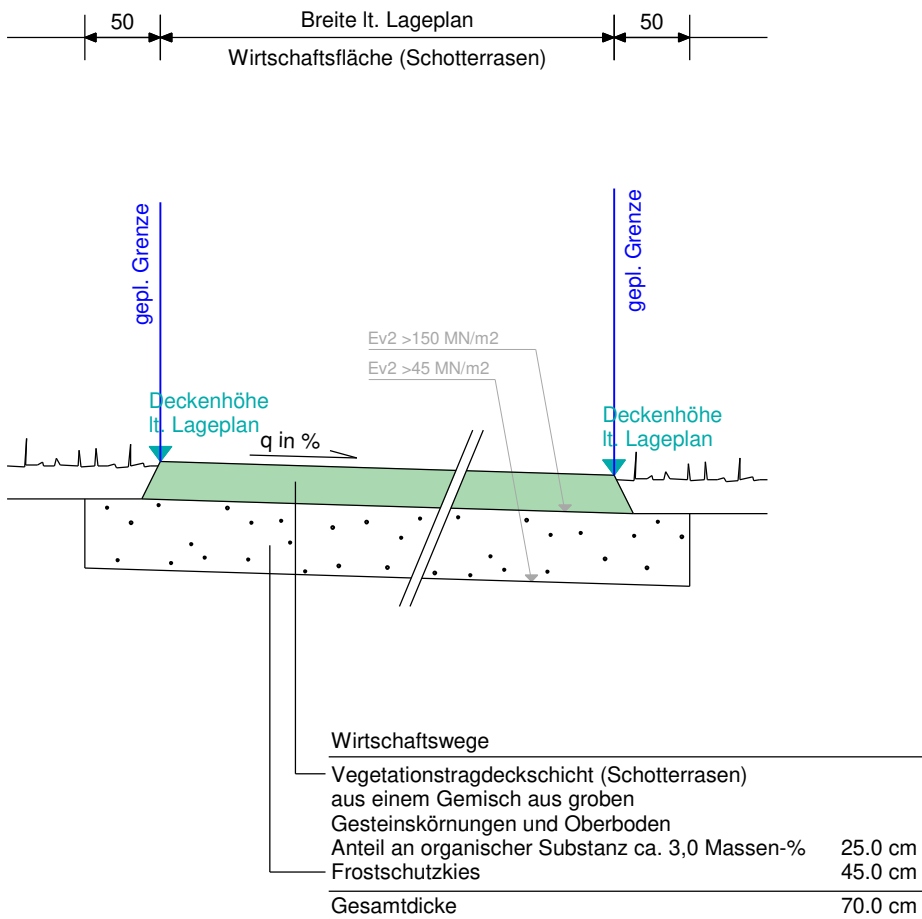 50
Breite lt. Lageplan
50
Wirtschaftsfläche (Schotterrasen)
gepl. Grenze
gepl. Grenze
Ev2 >150 MN/m2
Ev2 >45 MN/m2
Deckenhöhe
lt. Lageplan
Deckenhöhe
lt. Lageplan
q in %
Wirtschaftswege
Vegetationstragdeckschicht (Schotterrasen)
aus einem Gemisch aus groben
Gesteinskörnungen und Oberboden
Anteil an organischer Substanz ca. 3,0 Massen-% 25.0 cm
Frostschutzkies 45.0 cm
Gesamtdicke 70.0 cm